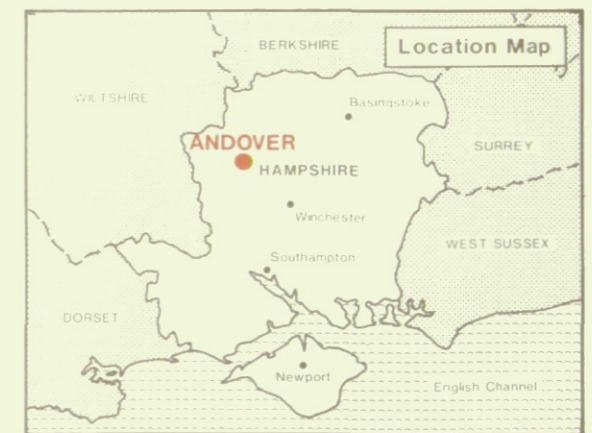 Location Map
BERKSHIRE
WILTSHIRE
Basingstoke
ANDOVER
SURREY
HAMPSHIRE
Winchester
WEST SUSSEX
Southampton
DORSET
Newport
English Channel